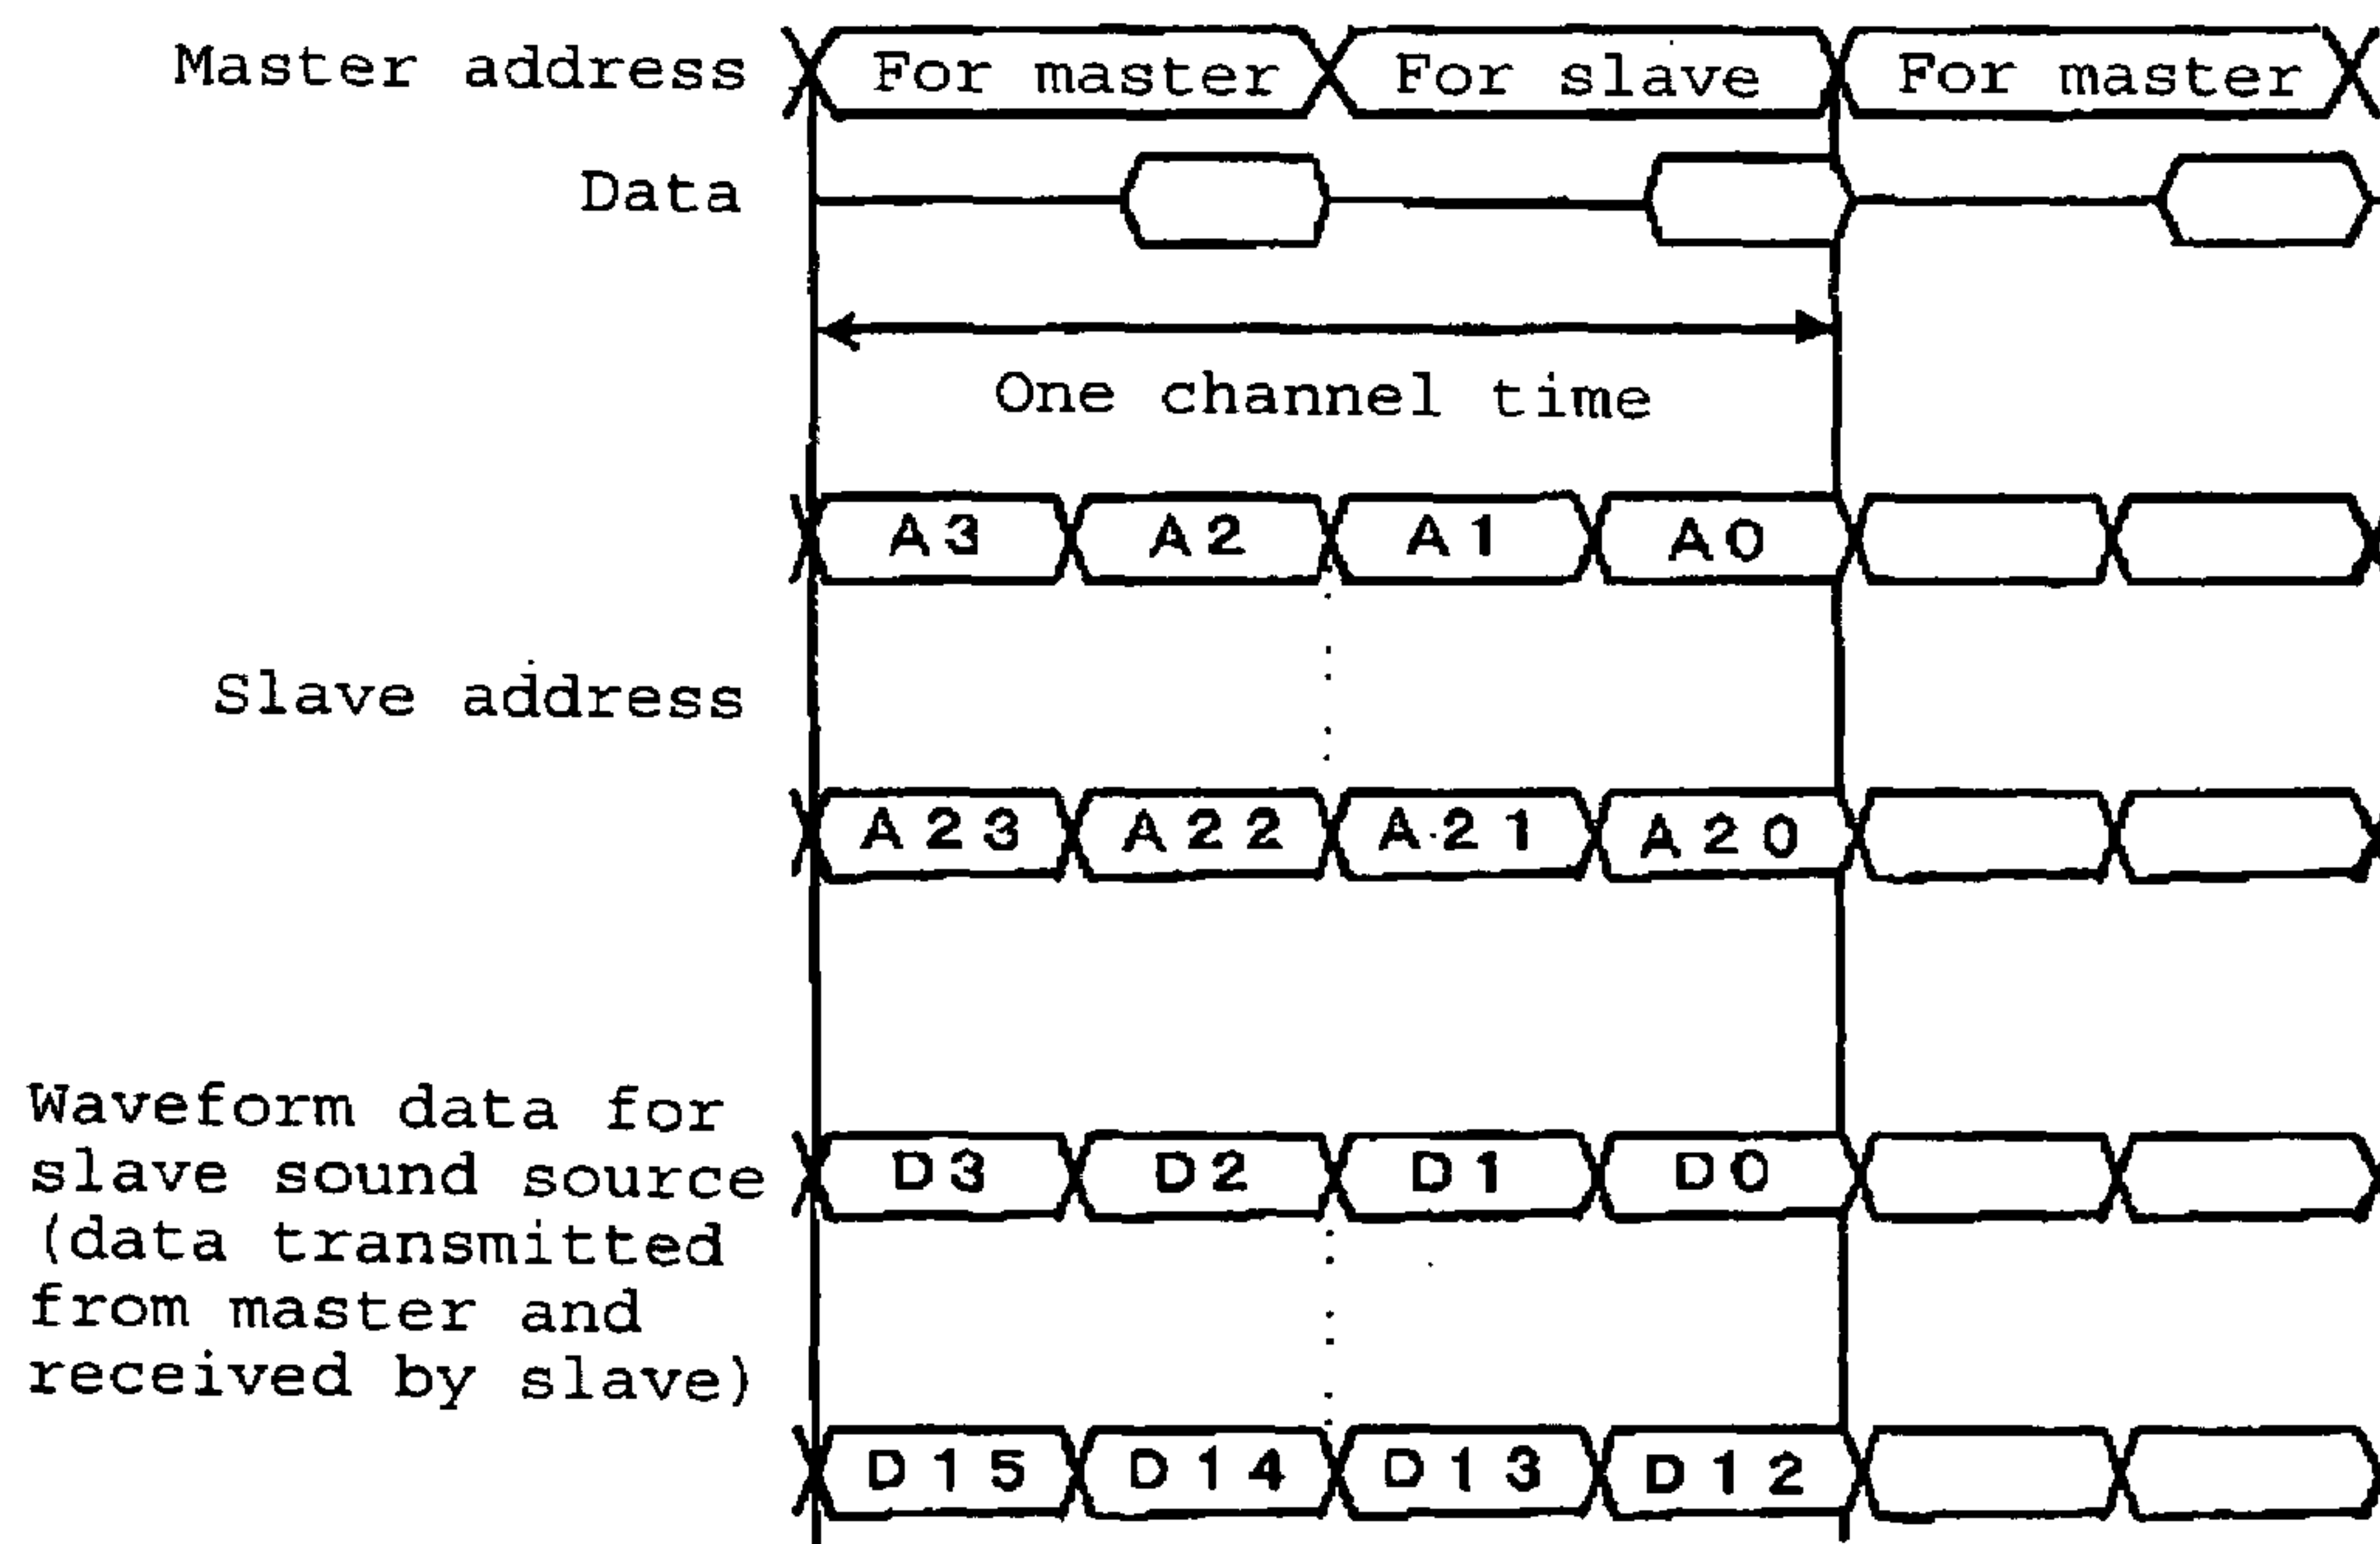 Master address For master For slave For master
Data
One channel time
A3 A2 A1 A0
Slave address
A23 A22 A21 A20
Waveform data for
slave sound source
(data transmitted
from master and
received by slave)
D3 D2 D1 D0
D15 D14 D13 D12